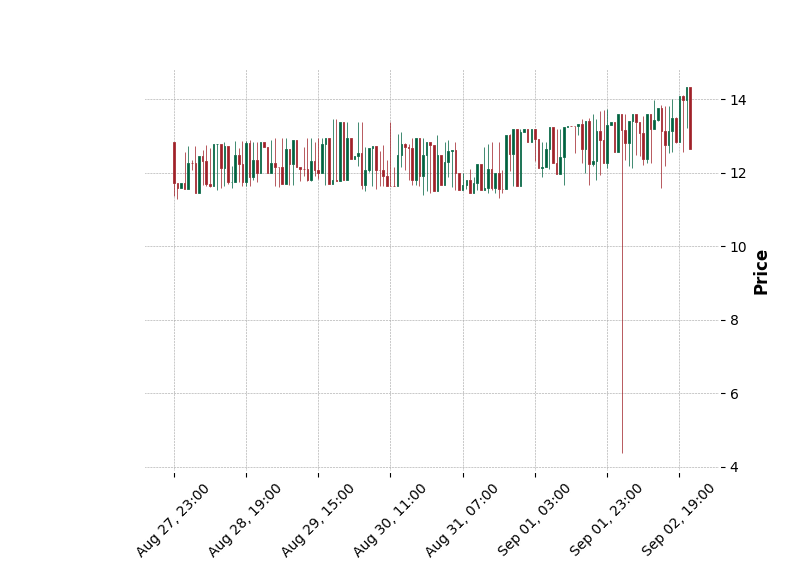 14
12
10
8
6
4
Price
Aug 27, 23:00
Aug 28, 19:00
Aug 29, 15:00
Aug 30, 11:00
Aug 31, 07:00
Sep 01, 03:00
Sep 01, 23:00
Sep 02, 19:00